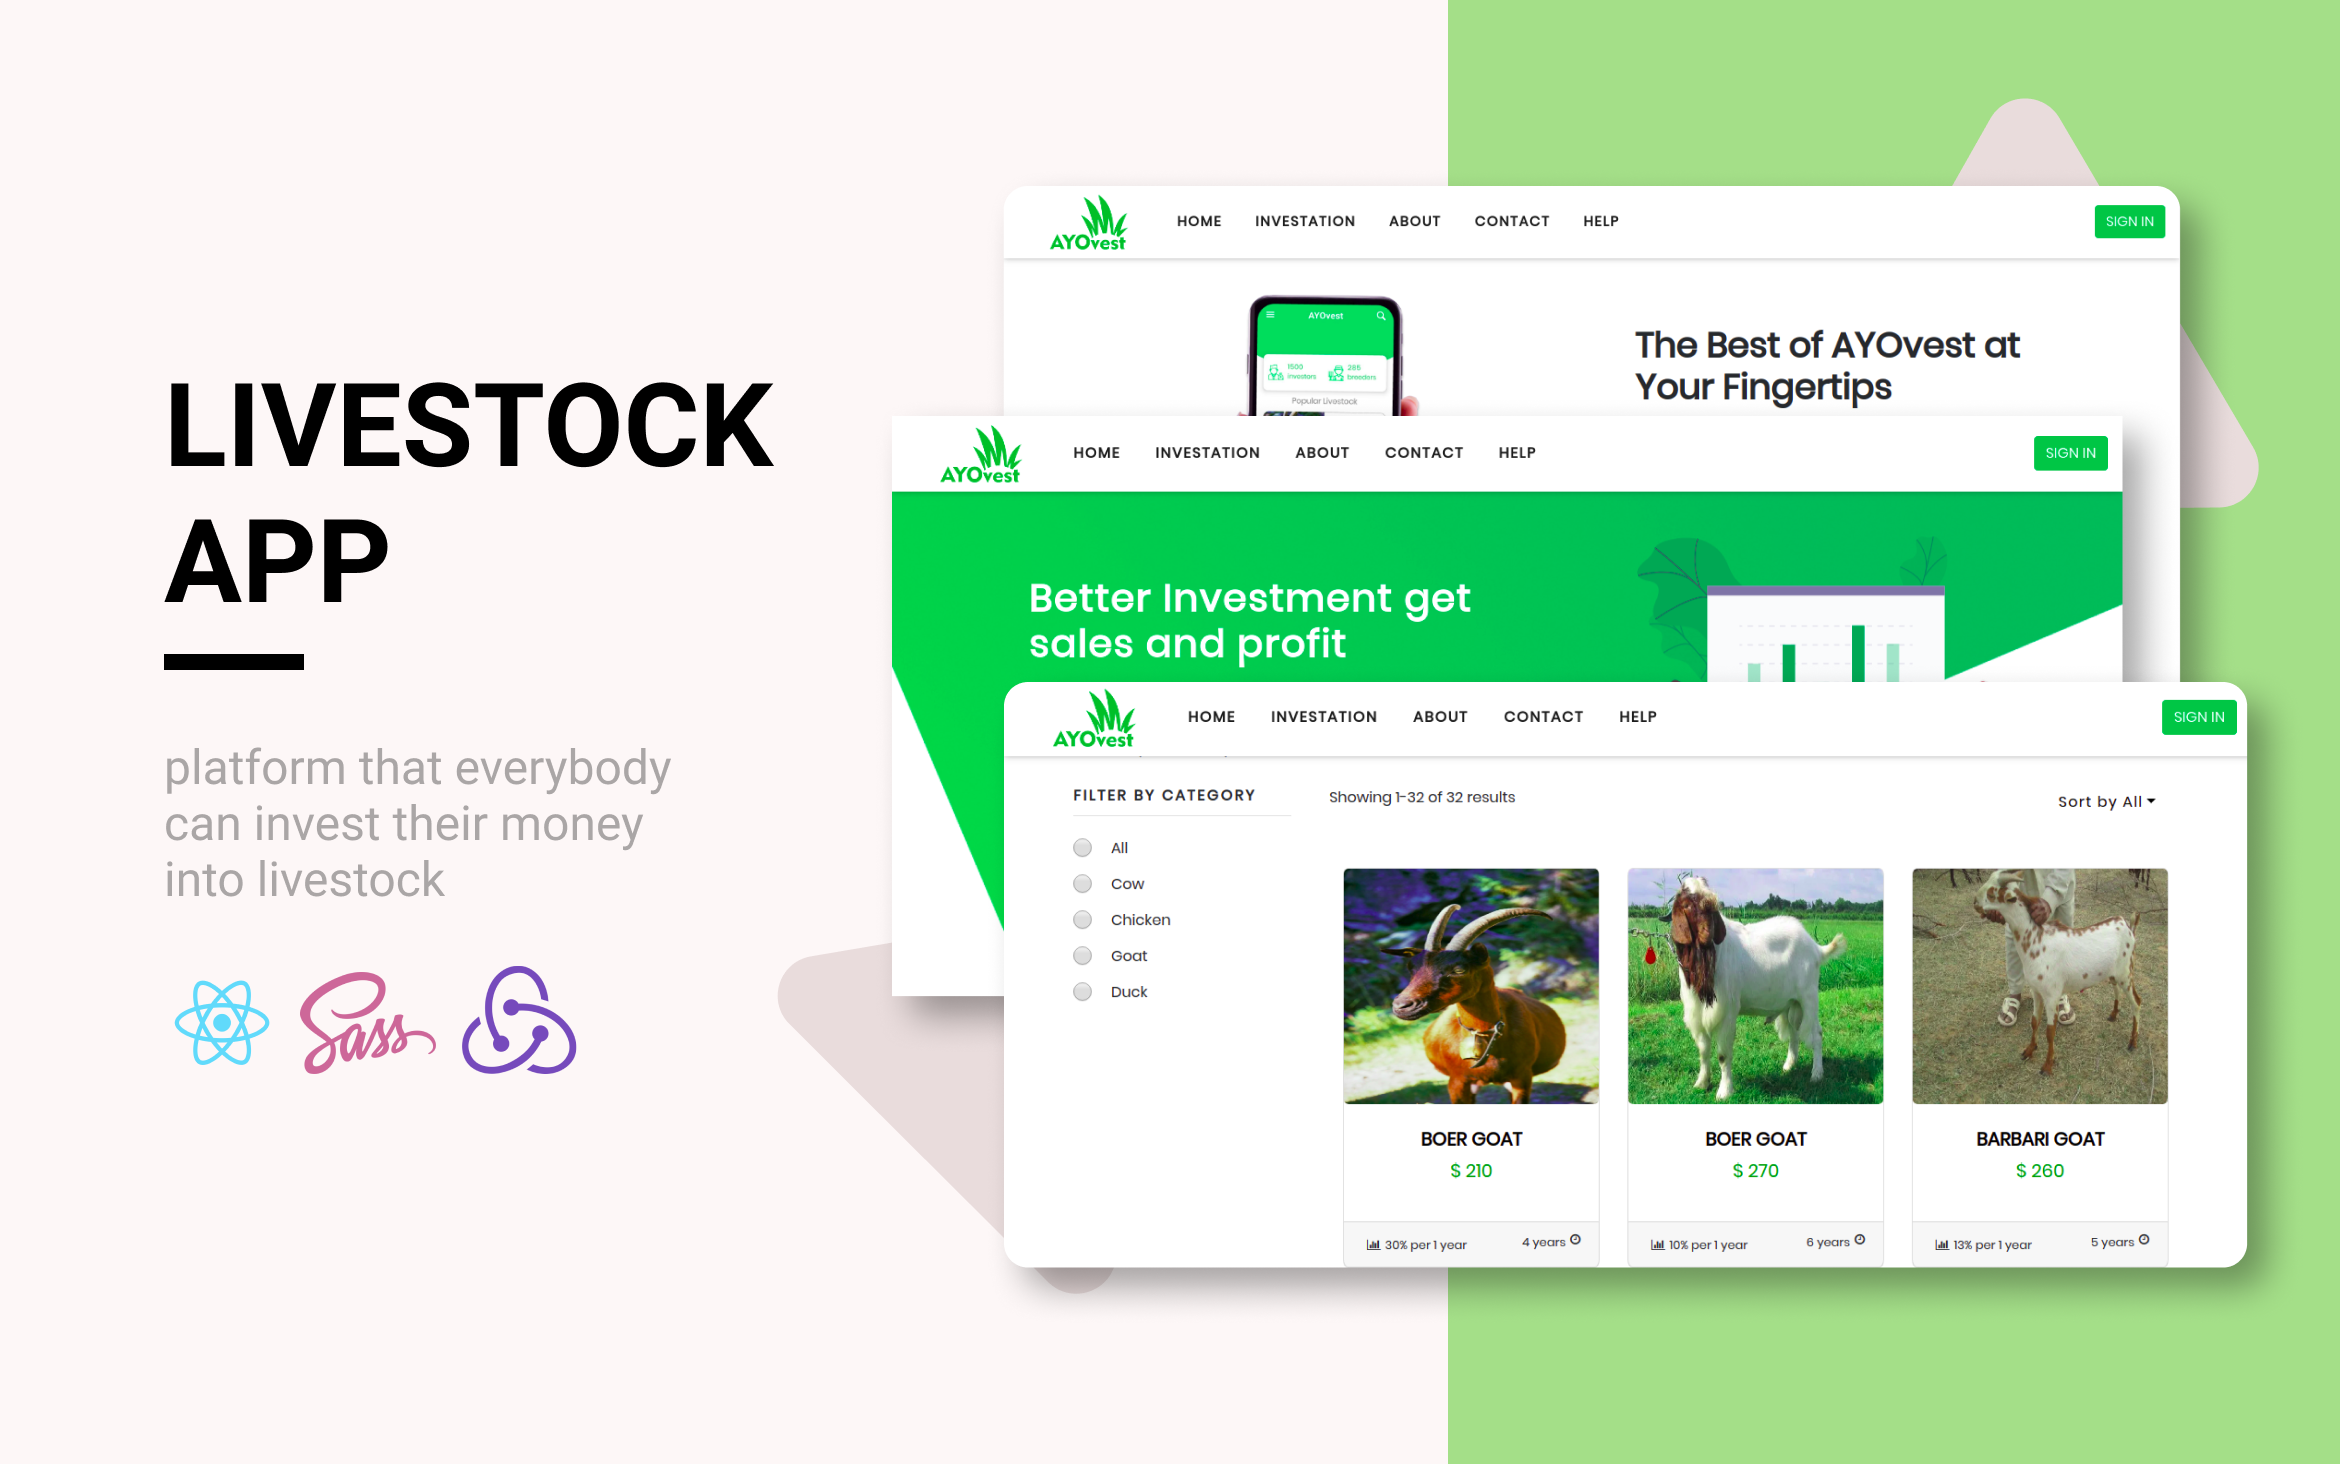 LIVESTOCK
APP
platform that everybody
can invest their money
into livestock
Sass
AYOvest
HOME INVESTATION ABOUT CONTACT HELP
SIGN IN
AYOvest
1500
investors
285
breeders
Popular Livestock
The Best of AYOvest at
Your Fingertips
AYOvest
HOME INVESTATION ABOUT CONTACT HELP
SIGN IN
Better Investment get
sales and profit
AYOvest
HOME INVESTATION ABOUT CONTACT HELP
SIGN IN
FILTER BY CATEGORY
All
Cow
Chicken
Goat
Duck
Showing 1-32 of 32 results
Sort by All
BOER GOAT
$ 210
30% per 1 year 4 years
BOER GOAT
$ 270
10% per 1 year 6 years
BARBARI GOAT
$ 260
13% per 1 year 5 years